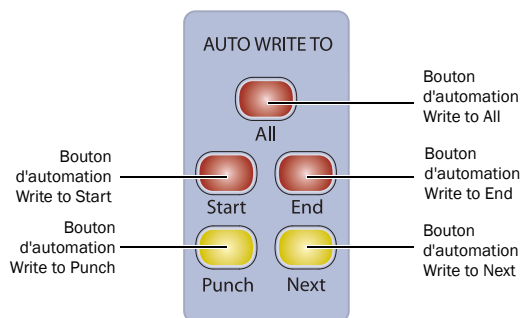 AUTO WRITE TO
All
Start
End
Punch
Next
Bouton
d'automation
Write to All
Bouton
d'automation
Write to Start
Bouton
d'automation
Write to End
Bouton
d'automation
Write to Punch
Bouton
d'automation
Write to Next